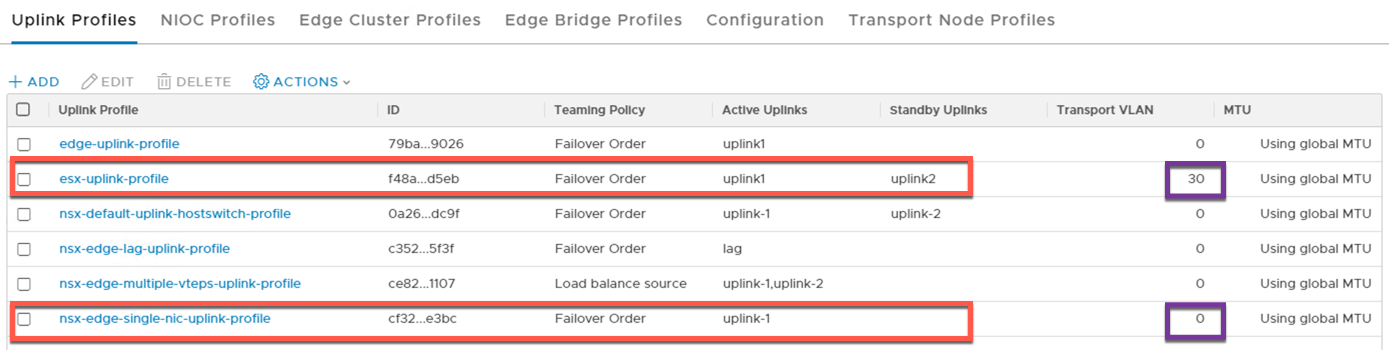 Uplink Profiles NIOC Profiles Edge Cluster Profiles Edge Bridge Profiles Configuration Transport Node Profiles
+ ADD EDIT DELETE ACTIONS
Uplink Profile ID Teaming Policy Active Uplinks Standby Uplinks Transport VLAN MTU
edge-uplink-profile 79ba...9026 Failover Order uplink1 0 Using global MTU
esx-uplink-profile f48a...d5eb Failover Order uplink1 uplink2 30 Using global MTU
nsx-default-uplink-hostswitch-profile 0a26...dc9f Failover Order uplink-1 uplink-2 0 Using global MTU
nsx-edge-lag-uplink-profile c352...5f3f Failover Order lag 0 Using global MTU
nsx-edge-multiple-vteps-uplink-profile ce82...1107 Load balance source uplink-1,uplink-2 0 Using global MTU
nsx-edge-single-nic-uplink-profile cf32...e3bc Failover Order uplink-1 0 Using global MTU